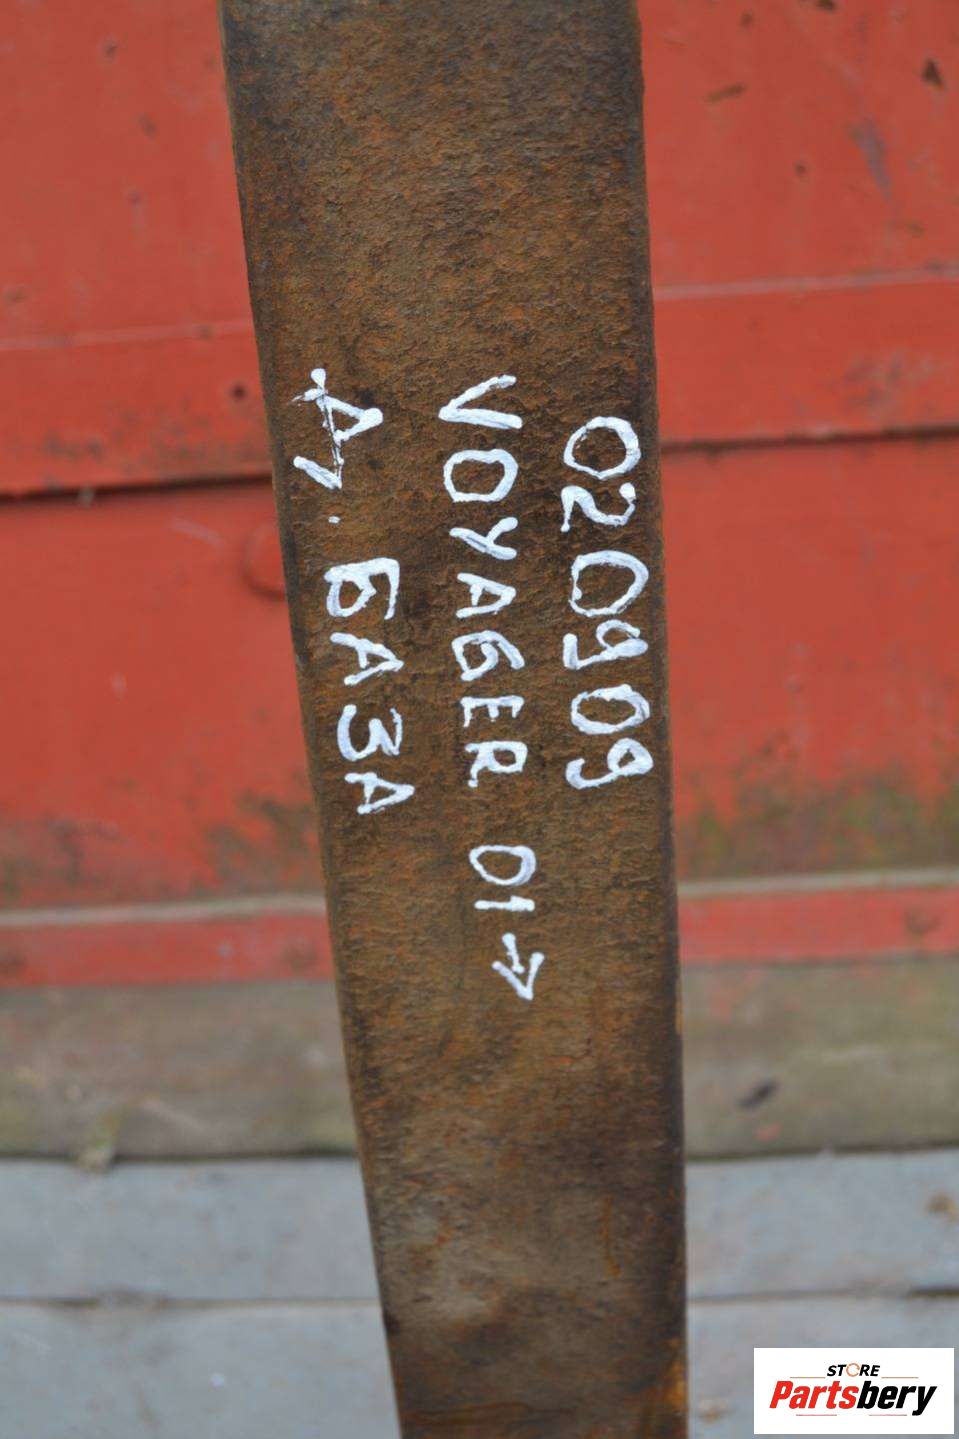 020909
VOYAGER 01→
Д. БАЗА
STORE
Partsbery